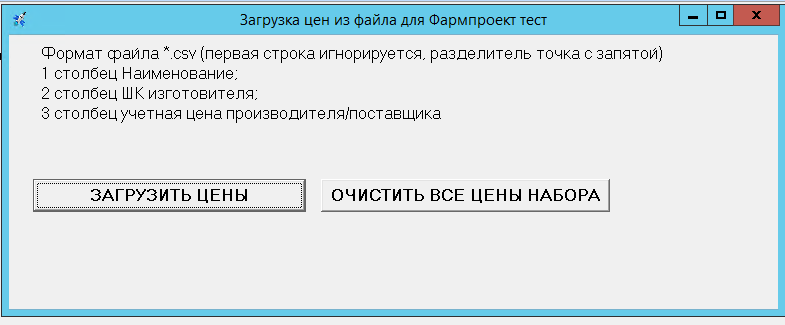 Загрузка цен из файла для Фармпроект тест
Формат файла *.csv (первая строка игнорируется, разделитель точка с запятой)
1 столбец Наименование;
2 столбец ШК изготовителя;
3 столбец учетная цена производителя/поставщика
ЗАГРУЗИТЬ ЦЕНЫ
ОЧИСТИТЬ ВСЕ ЦЕНЫ НАБОРА